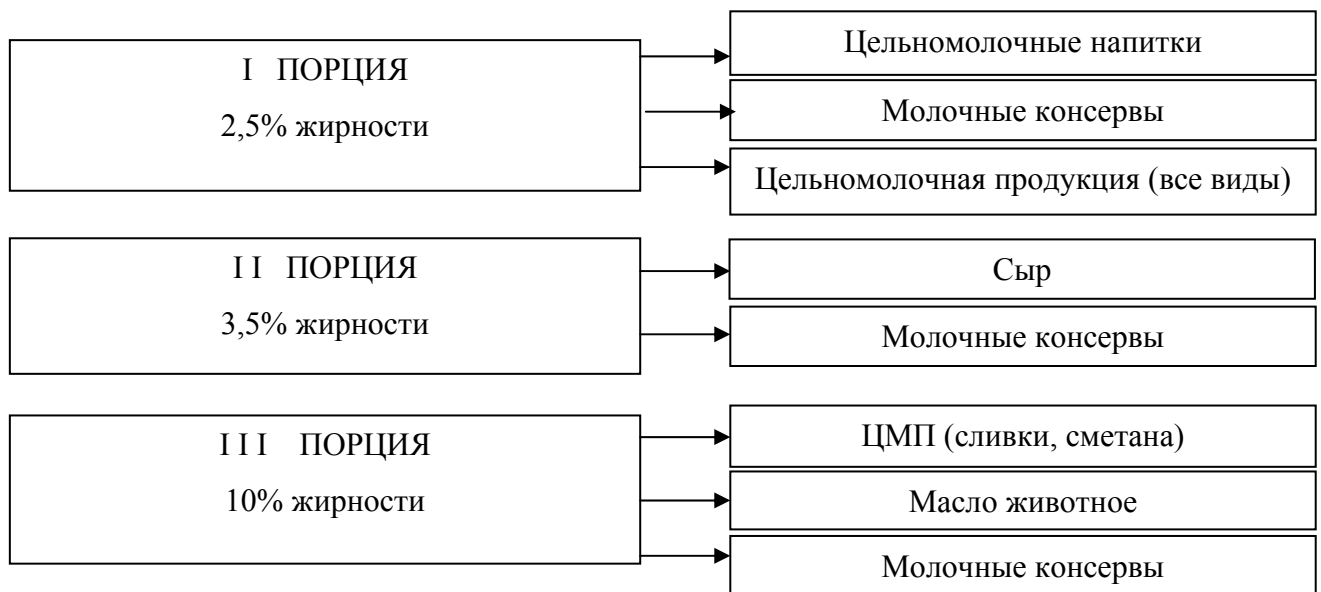 I ПОРЦИЯ
2,5% жирности
Цельномолочные напитки
Молочные консервы
Цельномолочная продукция (все виды)
I I ПОРЦИЯ
3,5% жирности
Сыр
Молочные консервы
I I I ПОРЦИЯ
10% жирности
ЦМП (сливки, сметана)
Масло животное
Молочные консервы